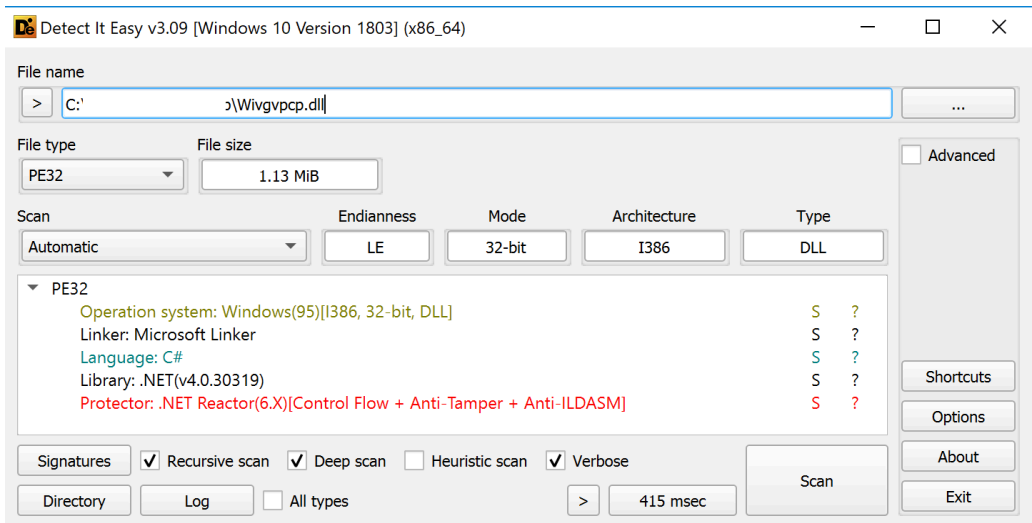 Detect It Easy v3.09 [Windows 10 Version 1803] (x86_64)
File name
> C:\ \Wivgvpcp.dll ...
File type File size
PE32 1.13 MiB
Advanced
Scan Endianness Mode Architecture Type
Automatic LE 32-bit I386 DLL
PE32
Operation system: Windows(95)[I386, 32-bit, DLL] S ?
Linker: Microsoft Linker S ?
Language: C# S ?
Library: .NET(v4.0.30319) S ?
Protector: .NET Reactor(6.X)[Control Flow + Anti-Tamper + Anti-ILDASM] S ?
Shortcuts
Options
Signatures Recursive scan Deep scan Heuristic scan Verbose Scan About
Directory Log All types > 415 msec Exit